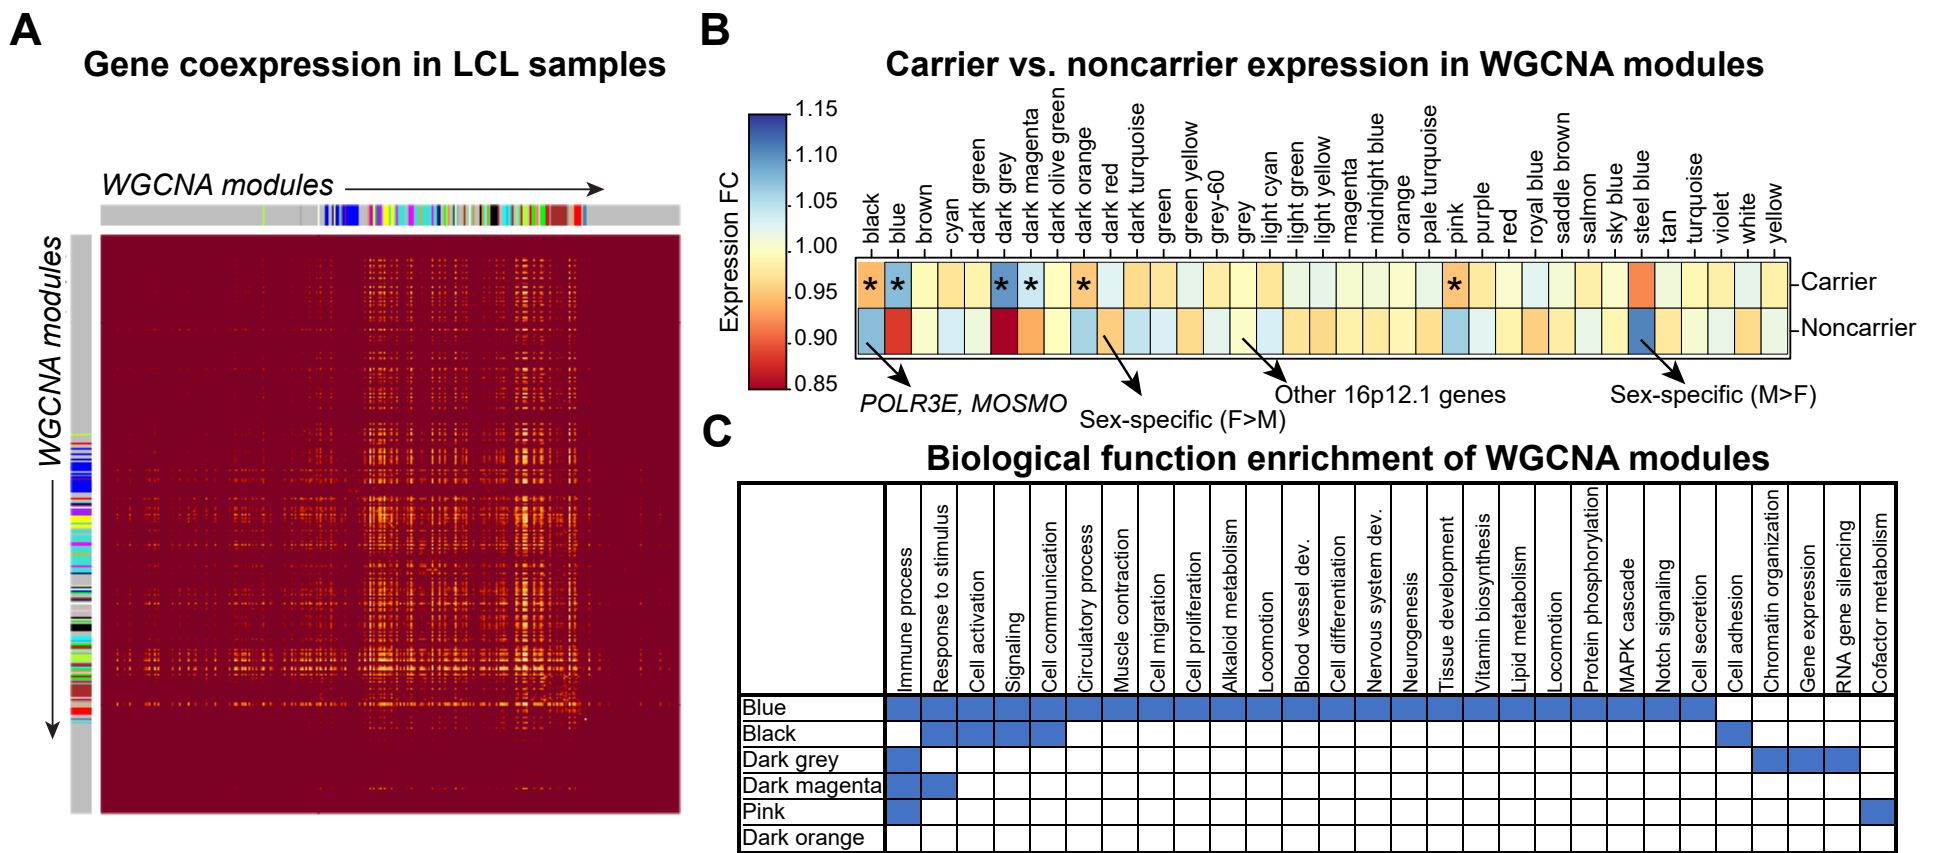 A
Gene coexpression in LCL samples
WGCNA modules
WGCNA modules
B
Carrier vs. noncarrier expression in WGCNA modules
Expression FC
1.15
1.10
1.05
1.00
0.95
0.90
0.85
black
blue
brown
cyan
dark green
dark grey
dark magenta
dark olive green
dark orange
dark red
dark turquoise
green
green yellow
grey-60
grey
light cyan
light green
light yellow
magenta
midnight blue
orange
pale turquoise
pink
purple
red
royal blue
saddle brown
salmon
sky blue
steel blue
tan
turquoise
violet
white
yellow
* * * * * *
Carrier
Noncarrier
POLR3E, MOSMO
Sex-specific (F>M)
Other 16p12.1 genes
Sex-specific (M>F)
C
Biological function enrichment of WGCNA modules
Immune process
Response to stimulus
Cell activation
Signaling
Cell communication
Circulatory process
Muscle contraction
Cell migration
Cell proliferation
Alkaloid metabolism
Locomotion
Blood vessel dev.
Cell differentiation
Nervous system dev.
Neurogenesis
Tissue development
Vitamin biosynthesis
Lipid metabolism
Locomotion
Protein phosphorylation
MAPK cascade
Notch signaling
Cell secretion
Cell adhesion
Chromatin organization
Gene expression
RNA gene silencing
Cofactor metabolism
Blue
Black
Dark grey
Dark magenta
Pink
Dark orange